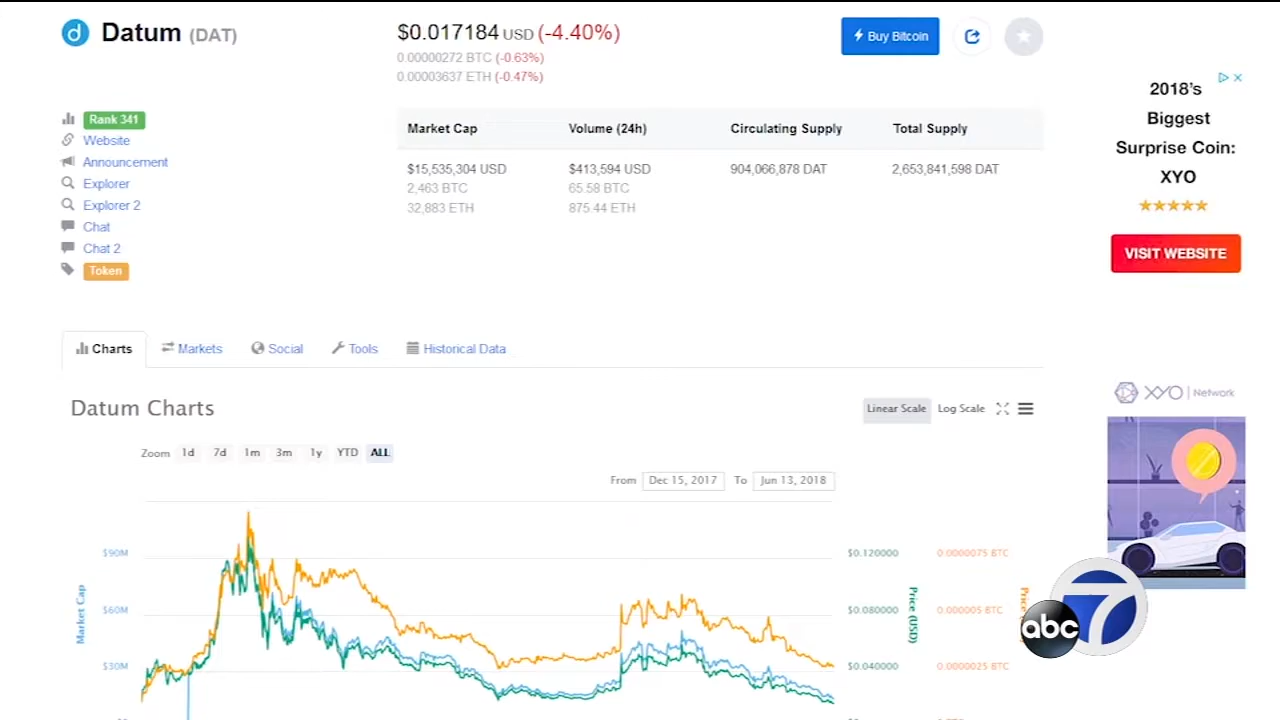 Datum (DAT)
$0.017184 USD (-4.40%)
0.00000272 BTC (-0.63%)
0.00003637 ETH (-0.47%)
Buy Bitcoin
Rank 341
Website
Announcement
Explorer
Explorer 2
Chat
Chat 2
Token
Market Cap Volume (24h) Circulating Supply Total Supply
$15,535,304 USD $413,594 USD 904,066,878 DAT 2,653,841,598 DAT
2,463 BTC 65.58 BTC
32,883 ETH 875.44 ETH
2018's
Biggest
Surprise Coin:
XYO
VISIT WEBSITE
Charts Markets Social Tools Historical Data
Datum Charts
Linear Scale Log Scale
Zoom 1d 7d 1m 3m 1y YTD ALL
From Dec 15, 2017 To Jun 13, 2018
$90M
$60M
$30M
Market Cap
$0.120000
$0.080000
$0.040000
Price (USD)
0.0000075 BTC
0.000005 BTC
0.0000025 BTC
XYO | Network
abc 7